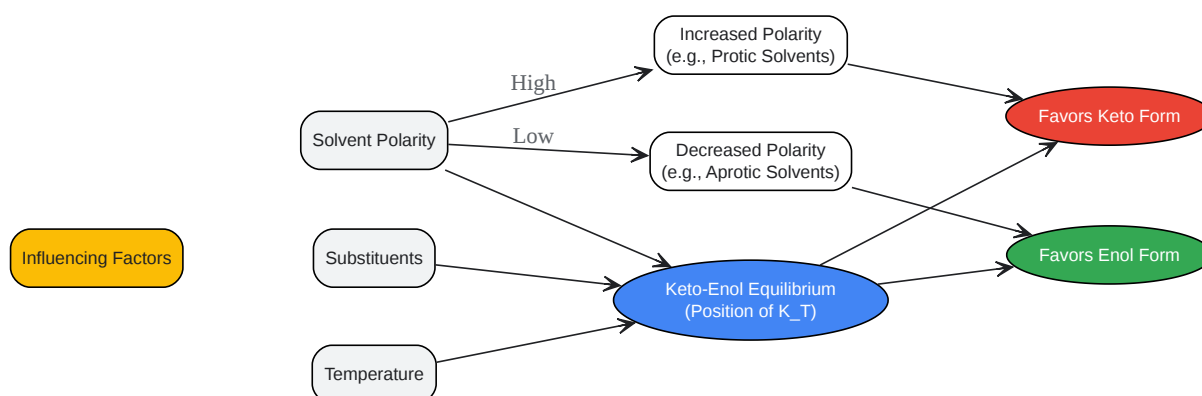 Influencing Factors
Solvent Polarity
Substituents
Temperature
High
Low
Increased Polarity
(e.g., Protic Solvents)
Decreased Polarity
(e.g., Aprotic Solvents)
Keto-Enol Equilibrium
(Position of K_T)
Favors Keto Form
Favors Enol Form